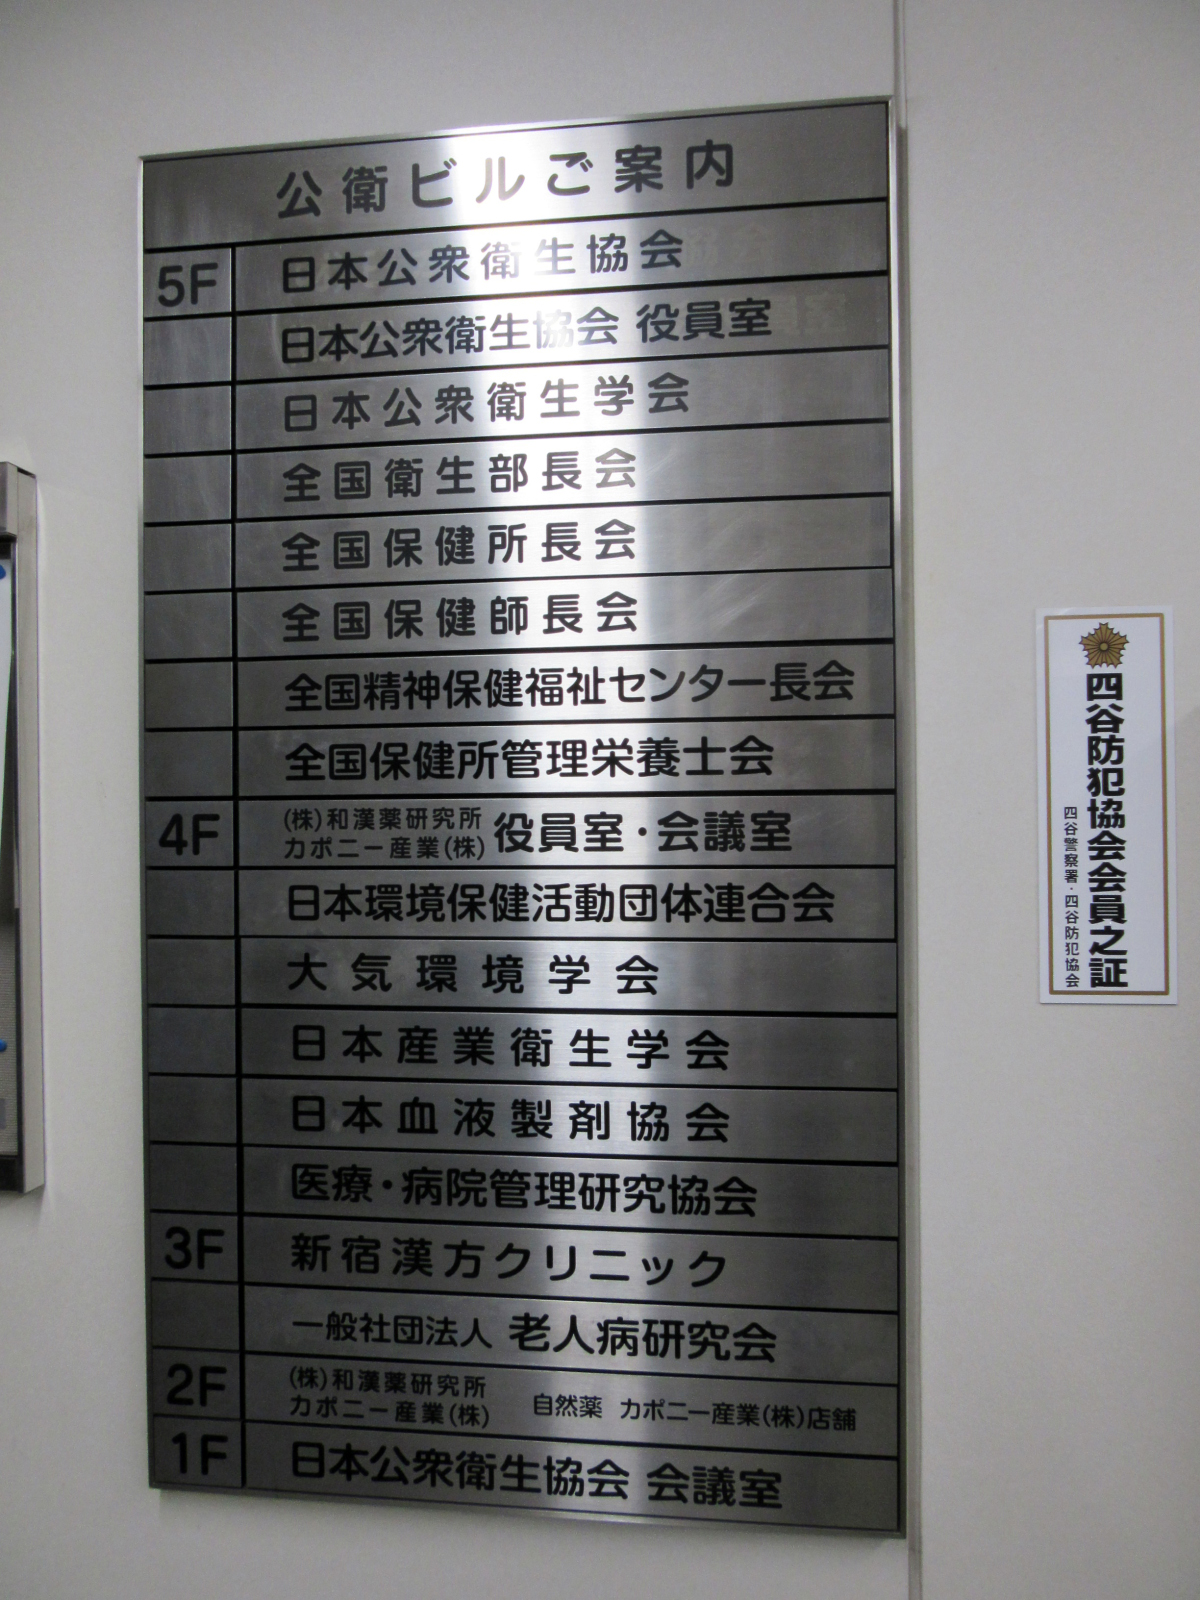 公衛ビルご案内
5F 日本公衆衛生協会
日本公衆衛生協会 役員室
日本公衆衛生学会
全国衛生部長会
全国保健所長会
全国保健師長会
全国精神保健福祉センター長会
全国保健所管理栄養士会
4F (株)和漢薬研究所 カポニー産業(株) 役員室・会議室
日本環境保健活動団体連合会
大気環境学会
日本産業衛生学会
日本血液製剤協会
医療・病院管理研究協会
3F 新宿漢方クリニック
一般社団法人 老人病研究会
2F (株)和漢薬研究所 カポニー産業(株) 自然薬 カポニー産業(株)店舗
1F 日本公衆衛生協会 会議室
四谷防犯協会会員之証
四谷警察署・四谷防犯協会